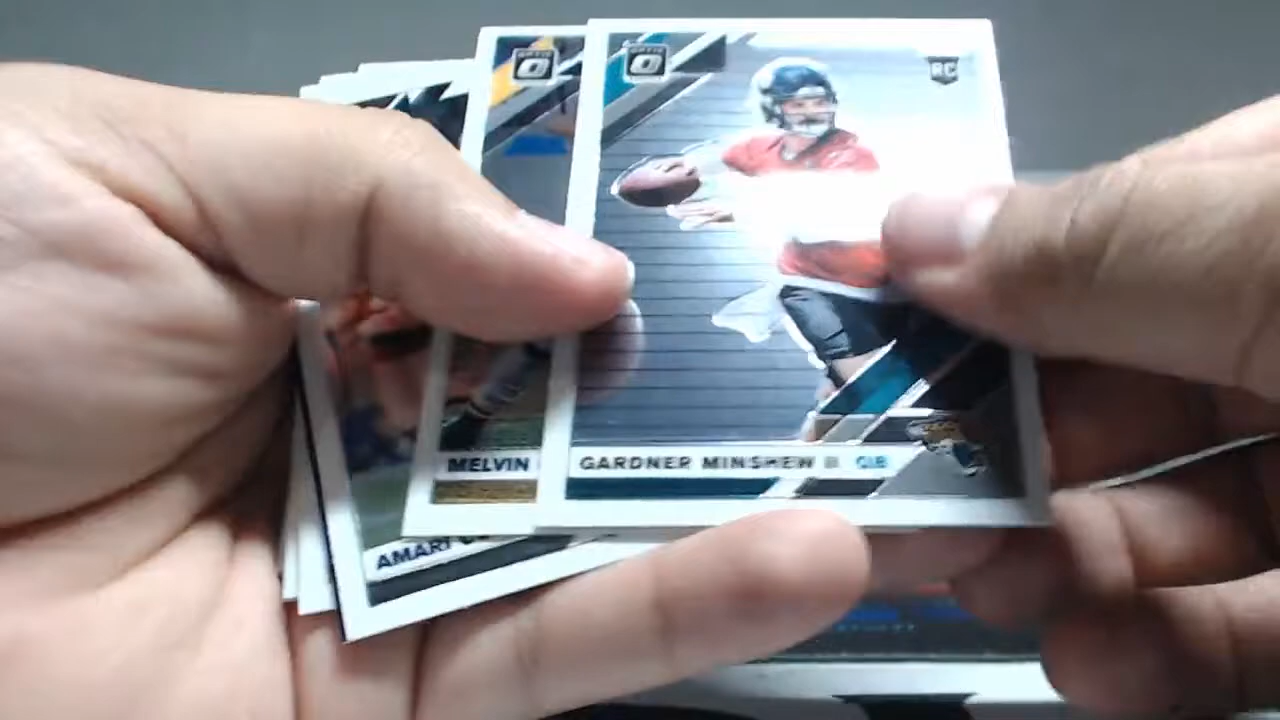 OPTIC
OPTIC
RC
GARDNER MINSHEW II QB
MELVIN
AMARI